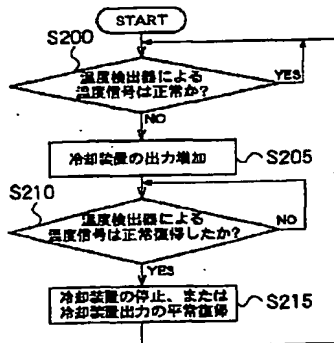 START
S200
温度検出器による
温度信号は正常か?
YES
NO
冷却装置の出力増加
S205
S210
温度検出器による
温度信号は正常復帰したか?
NO
YES
冷却装置の停止、または
冷却装置出力の平常復帰
S215